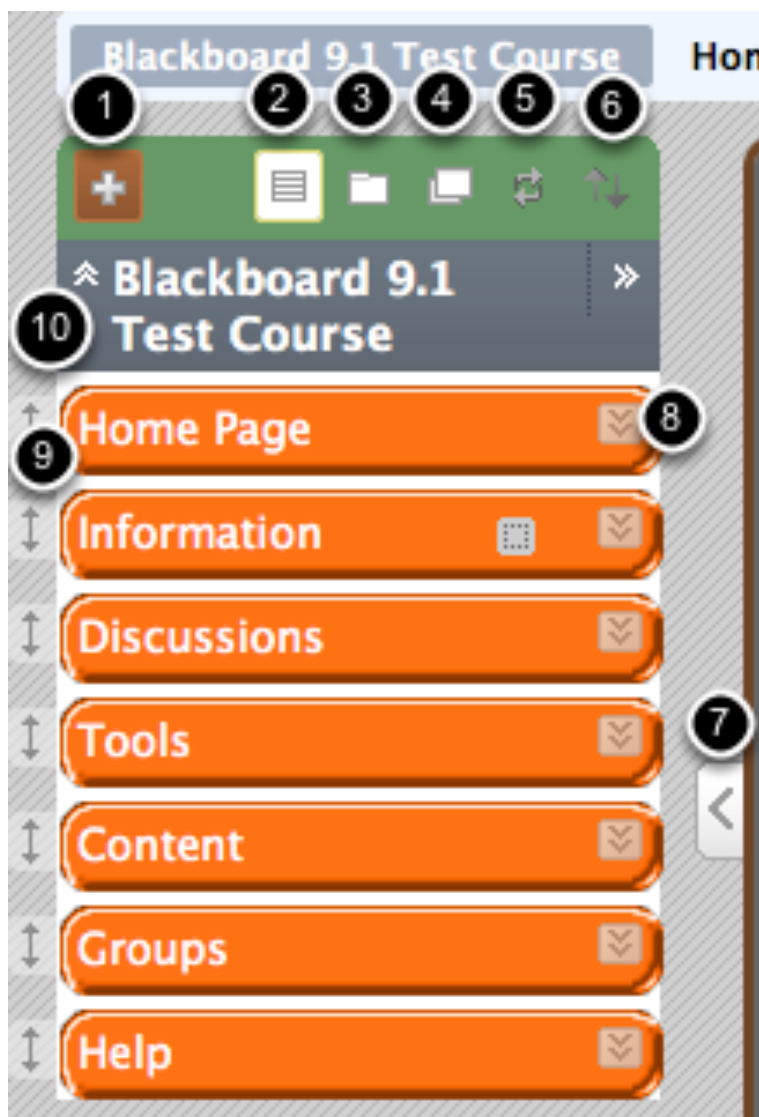 Blackboard 9.1 Test Course
1 2 3 4 5 6
Blackboard 9.1
10 Test Course
Home Page 8
9
Information
Discussions
Tools
7
Content
Groups
Help